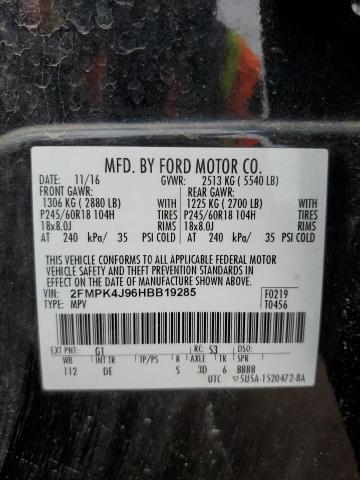 MFD. BY FORD MOTOR CO.
DATE: 11/16 GVWR: 2513 KG ( 5540 LB)
FRONT GAWR: REAR GAWR:
1306 KG ( 2880 LB) WITH 1225 KG ( 2700 LB) WITH
P245/60R18 104H TIRES P245/60R18 104H TIRES
18x8.0J RIMS 18x8.0J RIMS
AT 240 kPa/ 35 PSI COLD AT 240 kPa/ 35 PSI COLD
THIS VEHICLE CONFORMS TO ALL APPLICABLE FEDERAL MOTOR
VEHICLE SAFETY AND THEFT PREVENTION STANDARDS IN
EFFECT ON THE DATE OF MANUFACTURE SHOWN ABOVE.
VIN: 2FMPK4J96HBB19285 F0219
TYPE: MPV T0456
EXT PNT: G1 RC: 53 DSO:
WB INT TR TP/PS R AXLE TR SPR
112 DE S 3D 6 BBBB
UTC 5U5A-1520472-BA